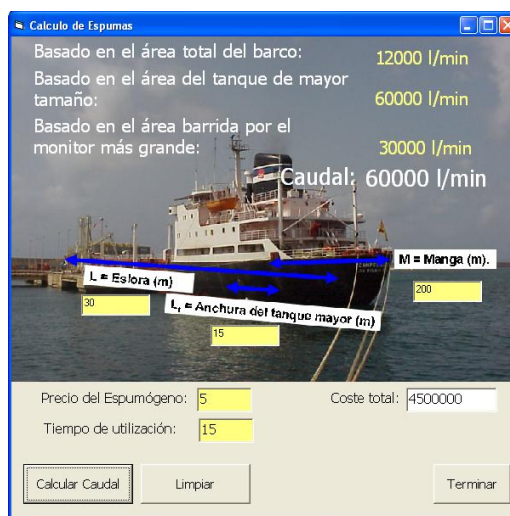 Calculo de Espumas
Basado en el área total del barco: 12000 l/min
Basado en el área del tanque de mayor
tamaño: 60000 l/min
Basado en el área barrida por el
monitor más grande: 30000 l/min
Caudal: 60000 l/min
M = Manga (m).
L = Eslora (m)
200
30
Lt = Anchura del tanque mayor (m)
15
Precio del Espumógeno: 5 Coste total: 4500000
Tiempo de utilización: 15
Calcular Caudal Limpiar Terminar